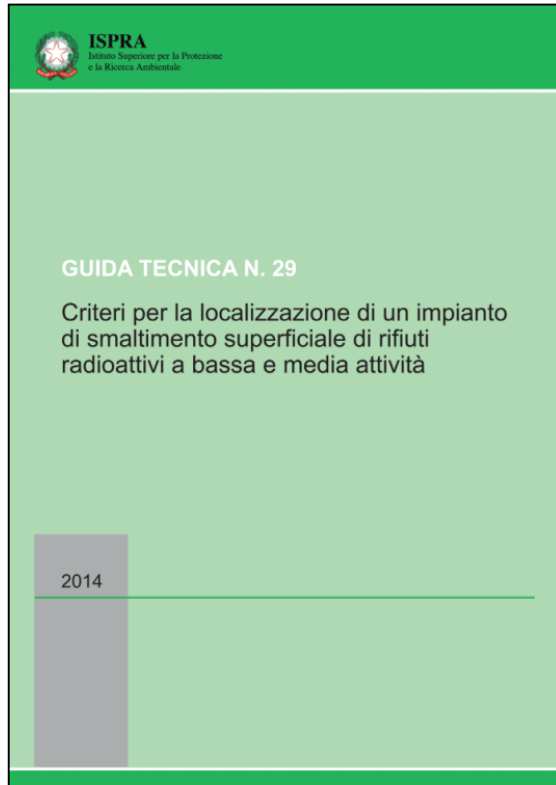 ISPRA
Istituto Superiore per la Protezione
e la Ricerca Ambientale
GUIDA TECNICA N. 29
Criteri per la localizzazione di un impianto
di smaltimento superficiale di rifiuti
radioattivi a bassa e media attività
2014